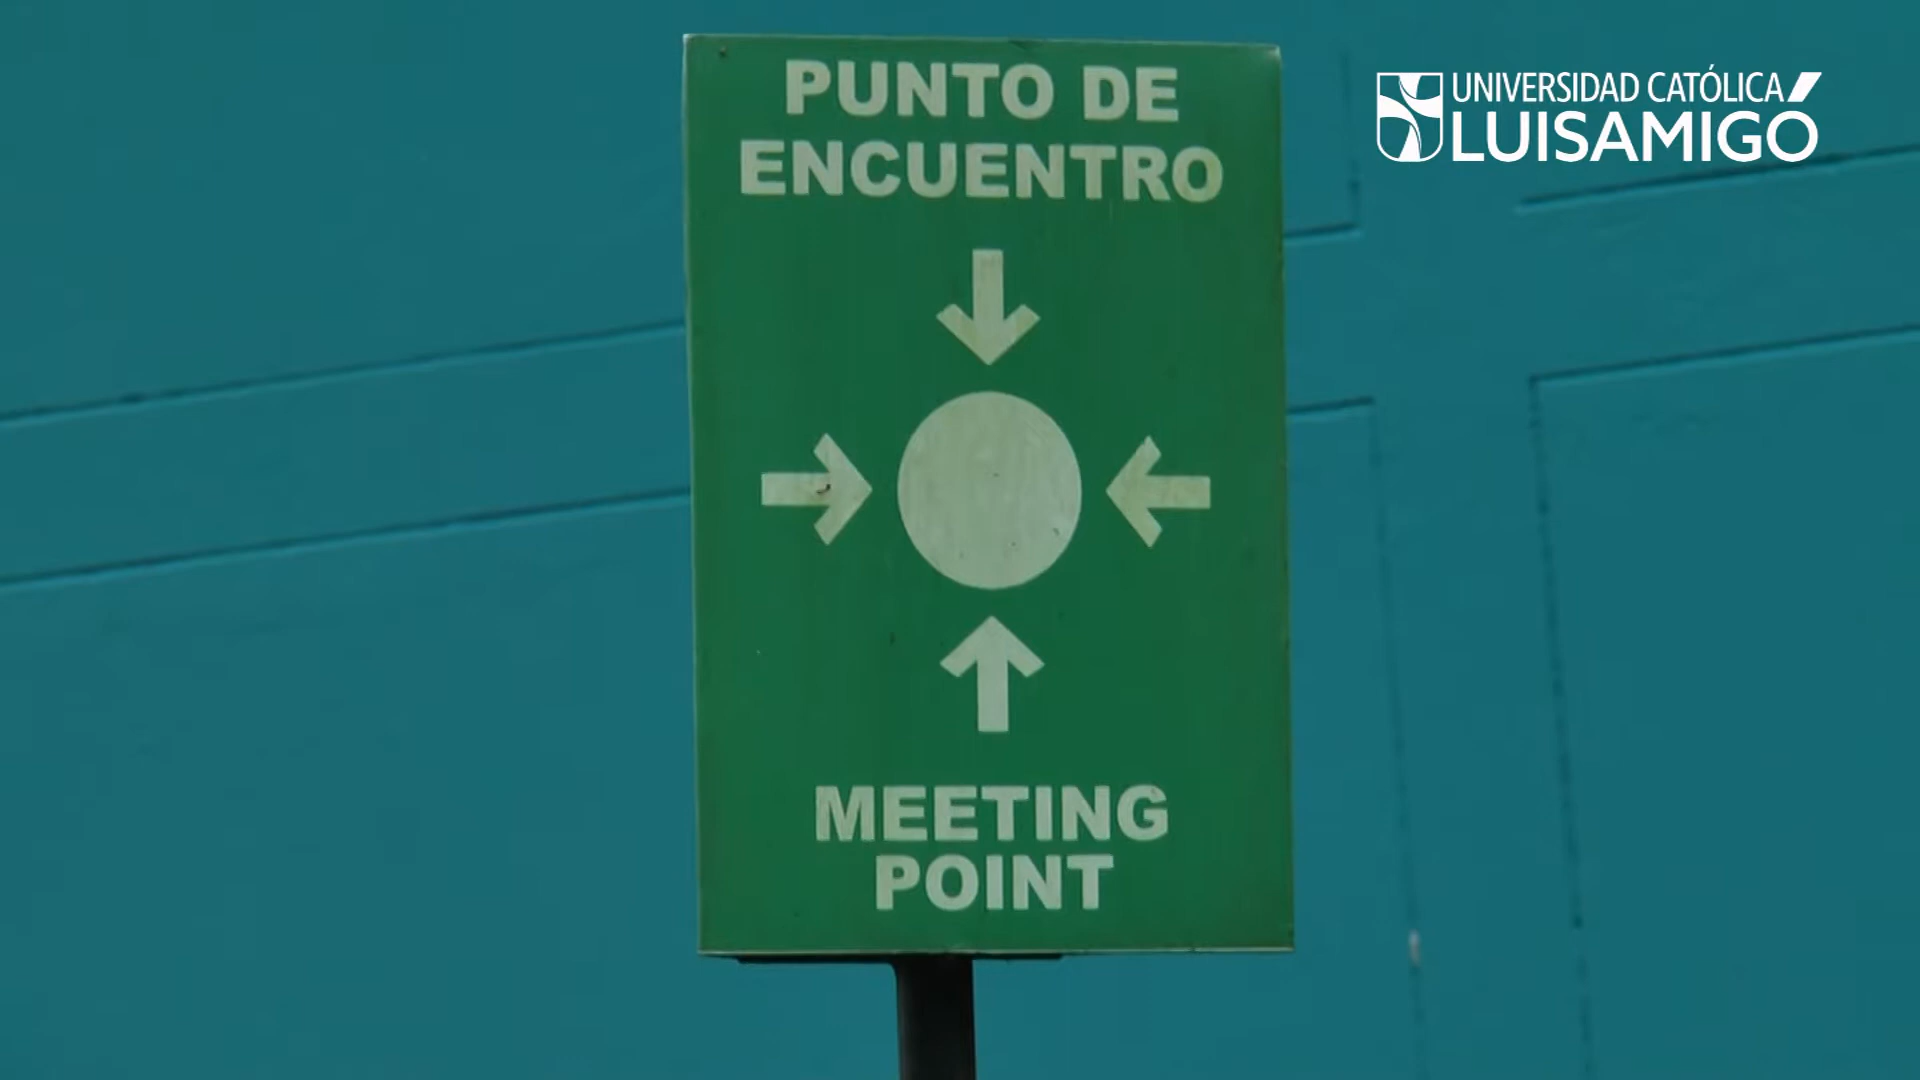 PUNTO DE
ENCUENTRO
MEETING
POINT
UNIVERSIDAD CATÓLICA
LUISAMIGÓ